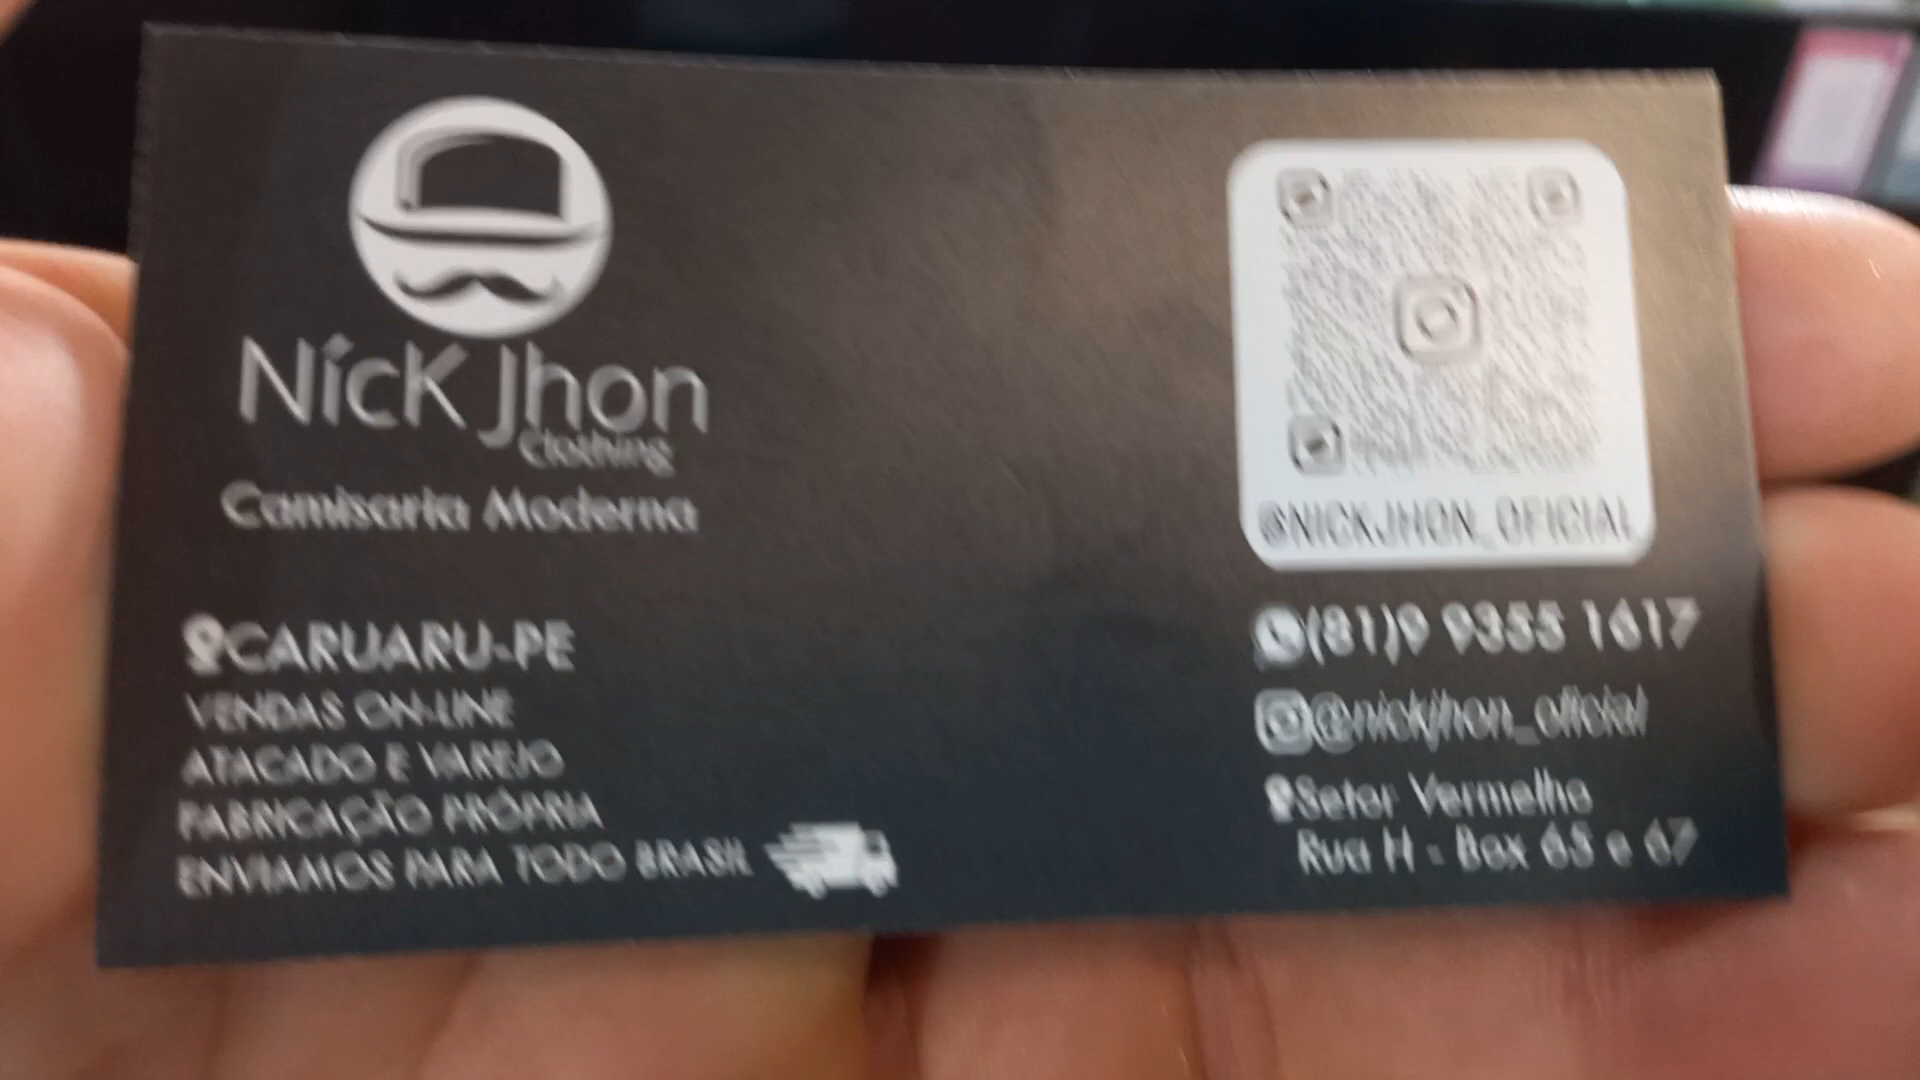 Nick Jhon
Clothing
Camisaria Moderna
CARUARU-PE
VENDAS ON-LINE
ATACADO E VAREJO
FABRICAÇÃO PRÓPRIA
ENVIAMOS PARA TODO BRASIL
@NICKJHON_OFICIAL
(81)9 9355 1617
@nickjhon_oficial
Setor Vermelho
Rua H - Box 65 e 67